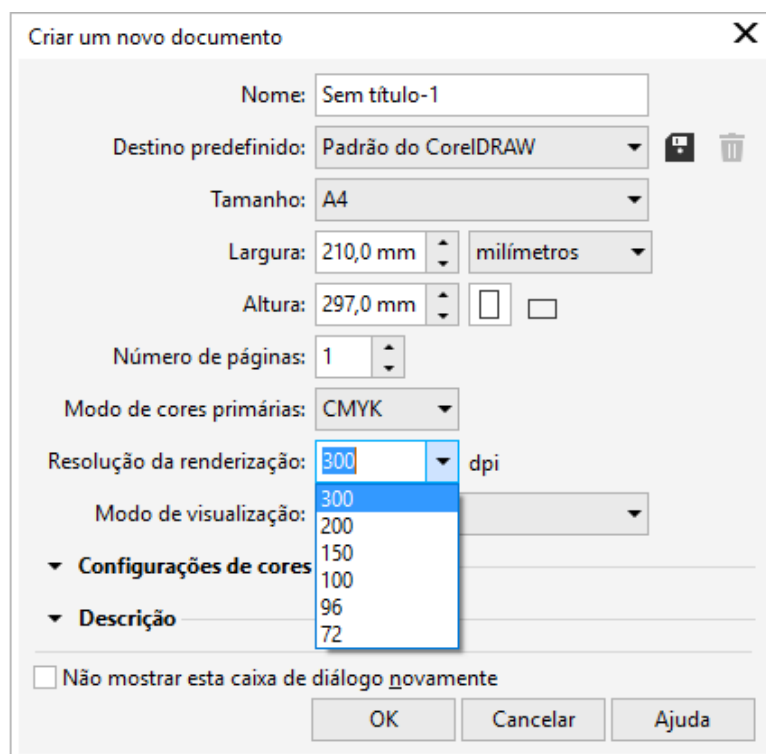 Criar um novo documento
Nome: Sem título-1
Destino predefinido: Padrão do CorelDRAW
Tamanho: A4
Largura: 210,0 mm milímetros
Altura: 297,0 mm
Número de páginas: 1
Modo de cores primárias: CMYK
Resolução da renderização: 300 dpi
300
Modo de visualização:
200
150
Configurações de cores
100
96
Descrição
72
Não mostrar esta caixa de diálogo novamente
OK Cancelar Ajuda